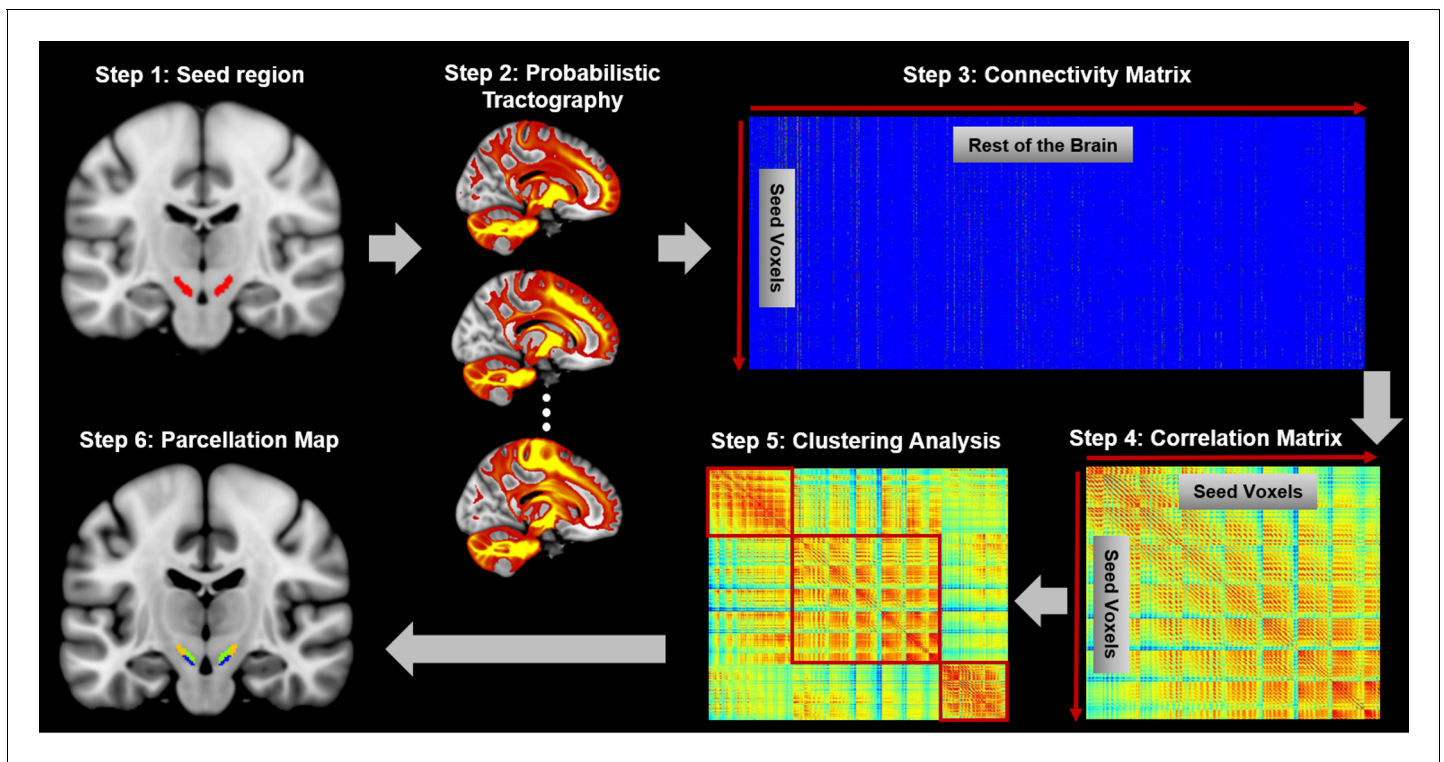 Step 1: Seed region
Step 2: Probabilistic
Tractography
Step 3: Connectivity Matrix
Rest of the Brain
Seed Voxels
Step 4: Correlation Matrix
Seed Voxels
Seed Voxels
Step 5: Clustering Analysis
Step 6: Parcellation Map